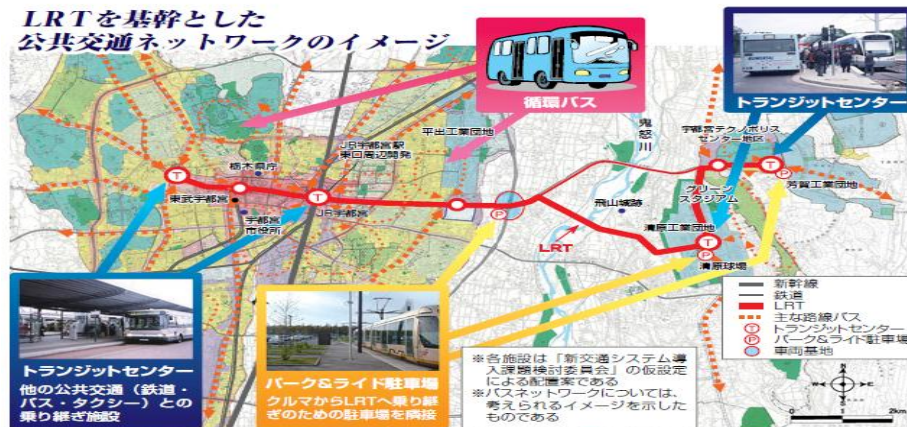 LRTを基幹とした
公共交通ネットワークのイメージ
循環バス
トランジットセンター
JR宇都宮駅
東口周辺開発
平出工業団地
鬼怒川
宇都宮テクノポリス
センター地区
栃木県庁
T
T
T
P
芳賀工業団地
東武宇都宮
宇都宮
市役所
JR宇都宮
P
飛山城跡
グリーン
スタジアム
清原工業団地
LRT
T
P
清原球場
新幹線
鉄道
LRT
主な路線バス
T トランジットセンター
P パーク&ライド駐車場
車両基地
トランジットセンター
他の公共交通(鉄道・
バス・タクシー)との
乗り継ぎ施設
パーク&ライド駐車場
クルマからLRTへ乗り継
ぎのための駐車場を隣接
※各施設は「新交通システム導
入課題検討委員会」の仮設定
による配置案である
※バスネットワークについては、
考えられるイメージを示した
ものである
0 1 2km